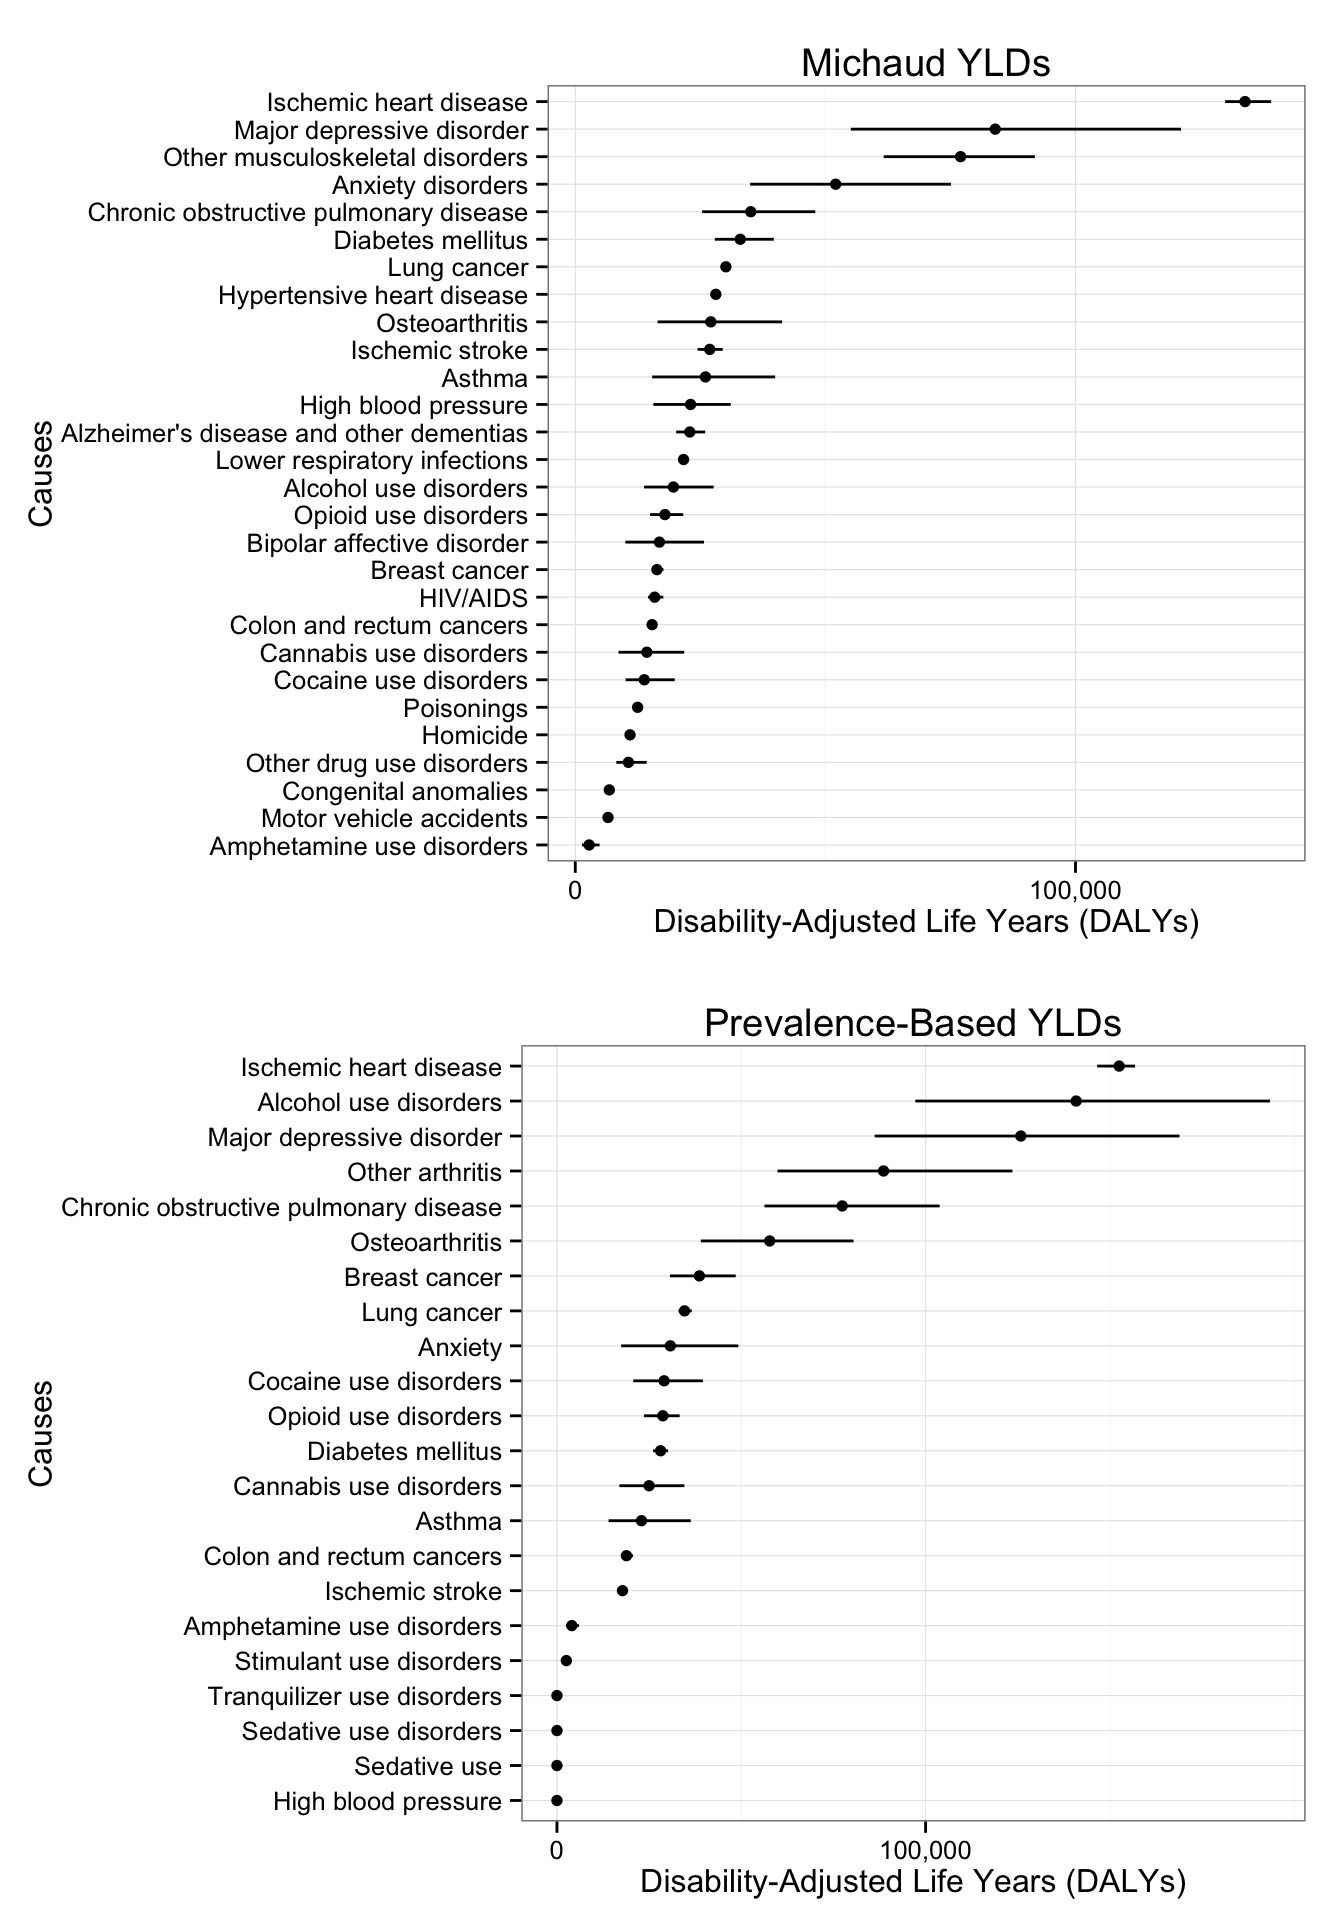 Michaud YLDs
Causes
Ischemic heart disease
Major depressive disorder
Other musculoskeletal disorders
Anxiety disorders
Chronic obstructive pulmonary disease
Diabetes mellitus
Lung cancer
Hypertensive heart disease
Osteoarthritis
Ischemic stroke
Asthma
High blood pressure
Alzheimer's disease and other dementias
Lower respiratory infections
Alcohol use disorders
Opioid use disorders
Bipolar affective disorder
Breast cancer
HIV/AIDS
Colon and rectum cancers
Cannabis use disorders
Cocaine use disorders
Poisonings
Homicide
Other drug use disorders
Congenital anomalies
Motor vehicle accidents
Amphetamine use disorders
0 100,000
Disability-Adjusted Life Years (DALYs)
Prevalence-Based YLDs
Causes
Ischemic heart disease
Alcohol use disorders
Major depressive disorder
Other arthritis
Chronic obstructive pulmonary disease
Osteoarthritis
Breast cancer
Lung cancer
Anxiety
Cocaine use disorders
Opioid use disorders
Diabetes mellitus
Cannabis use disorders
Asthma
Colon and rectum cancers
Ischemic stroke
Amphetamine use disorders
Stimulant use disorders
Tranquilizer use disorders
Sedative use disorders
Sedative use
High blood pressure
0 100,000
Disability-Adjusted Life Years (DALYs)